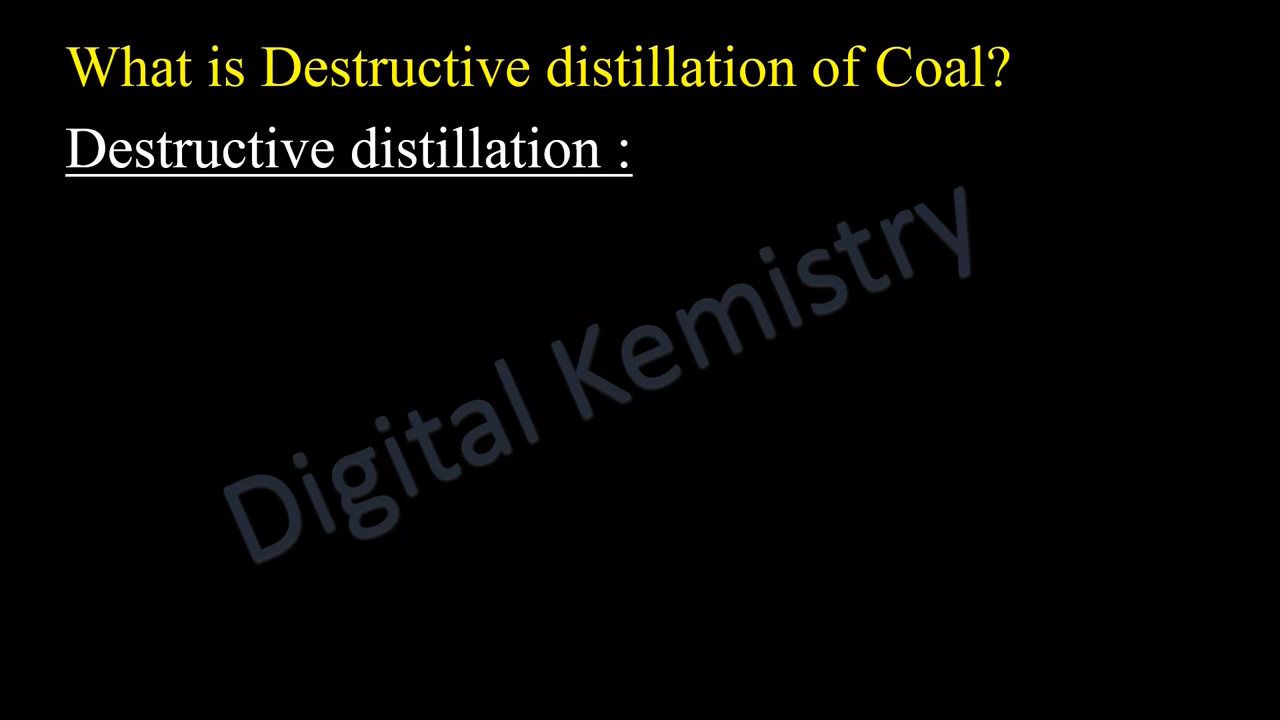 What is Destructive distillation of Coal?
Destructive distillation :
Digital Kemistry